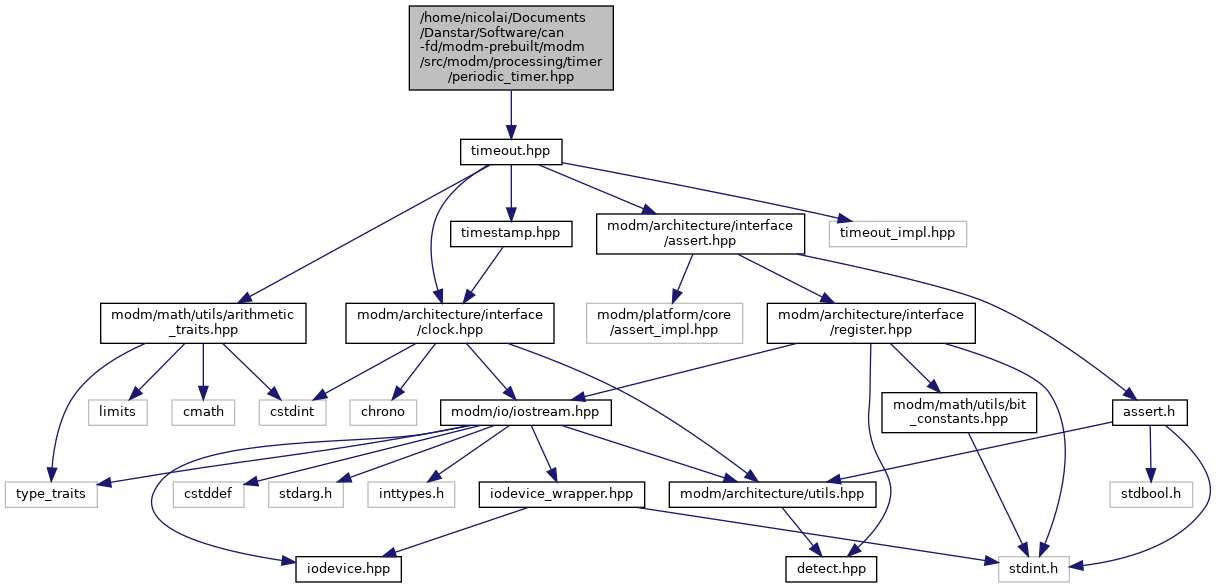 /home/nicolai/Documents
/Danstar/Software/can
-fd/modm-prebuilt/modm
/src/modm/processing/timer
/periodic_timer.hpp
timeout.hpp
timestamp.hpp
modm/architecture/interface
/assert.hpp
timeout_impl.hpp
modm/math/utils/arithmetic
_traits.hpp
modm/architecture/interface
/clock.hpp
modm/platform/core
/assert_impl.hpp
modm/architecture/interface
/register.hpp
limits
cmath
cstdint
chrono
modm/io/iostream.hpp
modm/math/utils/bit
_constants.hpp
assert.h
type_traits
cstddef
stdarg.h
inttypes.h
iodevice_wrapper.hpp
modm/architecture/utils.hpp
stdbool.h
iodevice.hpp
detect.hpp
stdint.h